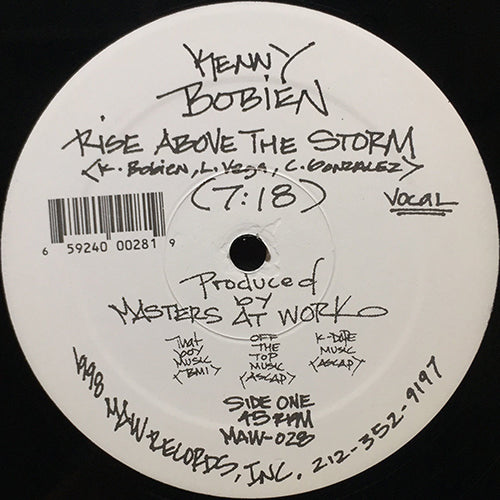 KENNY
BOBIEN
RISE ABOVE THE STORM
(K. Bobien, L. Vega, C. GONZALEZ)
(7:18)
VOCAL
6 59240 00281 9
Produced
by
MASTERS AT WORK
That
Boy
MUSIC
(BMI)
OFF
THE
TOP
MUSIC
(ASCAP)
K-DOPE
MUSIC
(ASCAP)
SIDE ONE
45 RPM
MAW-028
1998 MAW RECORDS, INC. 212-352-9197